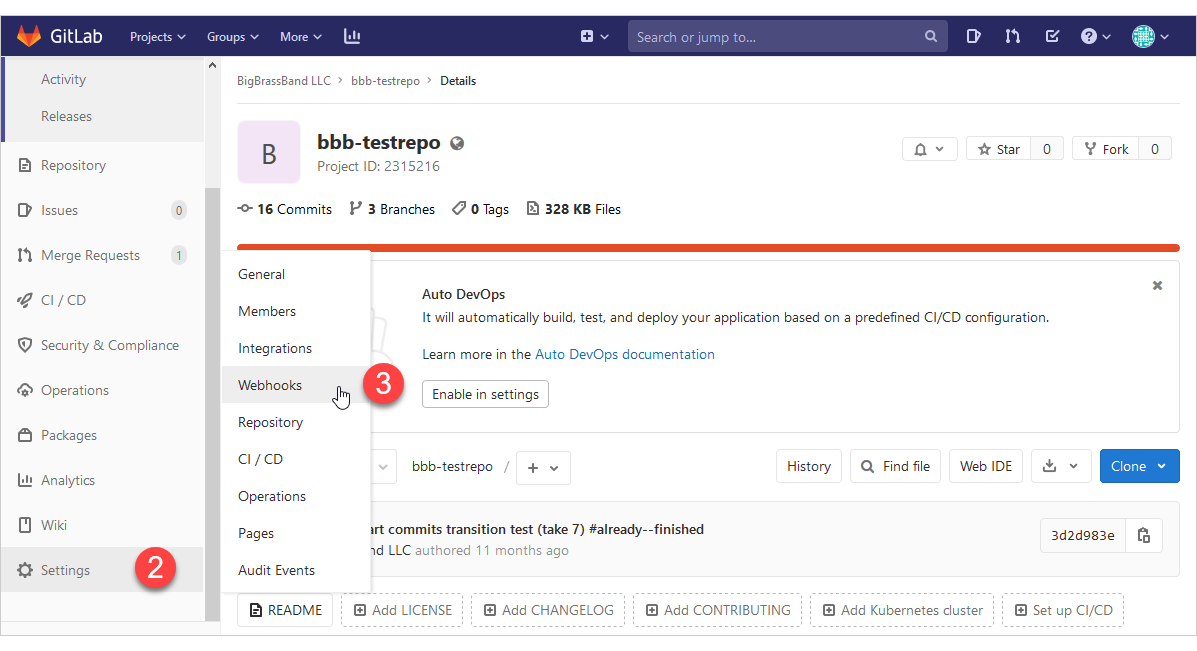 GitLab Projects Groups More Search or jump to...
Activity
Releases
Repository
Issues 0
Merge Requests 1
CI / CD
Security & Compliance
Operations
Packages
Analytics
Wiki
Settings 2
BigBrassBand LLC > bbb-testrepo > Details
B
bbb-testrepo
Project ID: 2315216
Star 0 Fork 0
16 Commits 3 Branches 0 Tags 328 KB Files
General
Members
Integrations
Webhooks 3
Repository
CI / CD
Operations
Pages
Audit Events
Auto DevOps
It will automatically build, test, and deploy your application based on a predefined CI/CD configuration.
Learn more in the Auto DevOps documentation
Enable in settings
bbb-testrepo / + History Find file Web IDE Clone
art commits transition test (take 7) #already--finished
nd LLC authored 11 months ago
3d2d983e
README Add LICENSE Add CHANGELOG Add CONTRIBUTING Add Kubernetes cluster Set up CI/CD